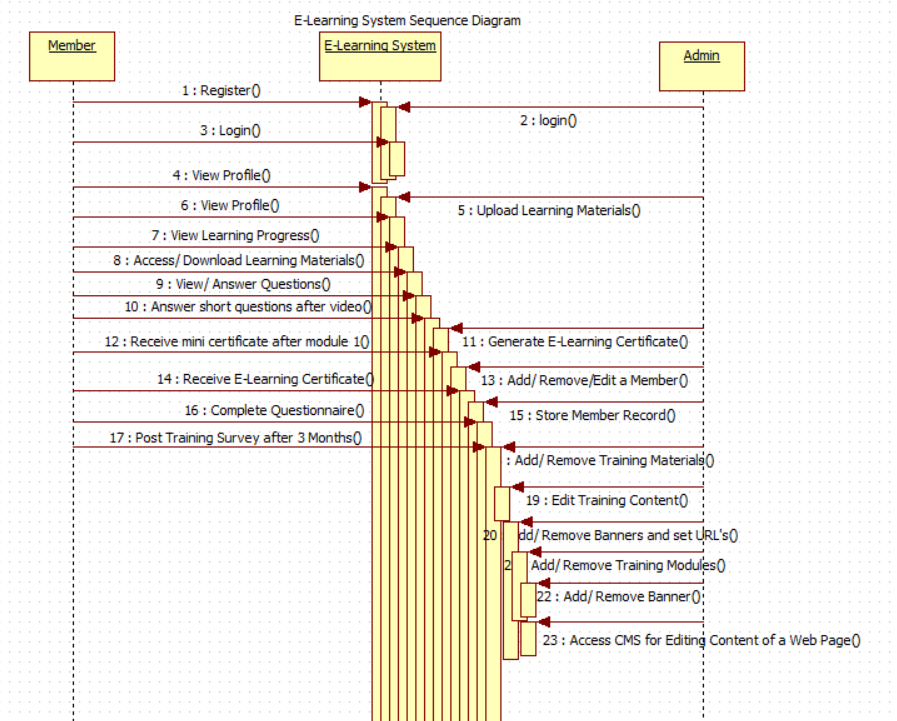 E-Learning System Sequence Diagram
Member
E-Learning System
Admin
1 : Register()
2 : login()
3 : Login()
4 : View Profile()
5 : Upload Learning Materials()
6 : View Profile()
7 : View Learning Progress()
8 : Access/ Download Learning Materials()
9 : View/ Answer Questions()
10 : Answer short questions after video()
11 : Generate E-Learning Certificate()
12 : Receive mini certificate after module 1()
13 : Add/ Remove/Edit a Member()
14 : Receive E-Learning Certificate()
15 : Store Member Record()
16 : Complete Questionnaire()
17 : Post Training Survey after 3 Months()
: Add/ Remove Training Materials()
19 : Edit Training Content()
20 dd/ Remove Banners and set URL's()
2 Add/ Remove Training Modules()
22 : Add/ Remove Banner()
23 : Access CMS for Editing Content of a Web Page()